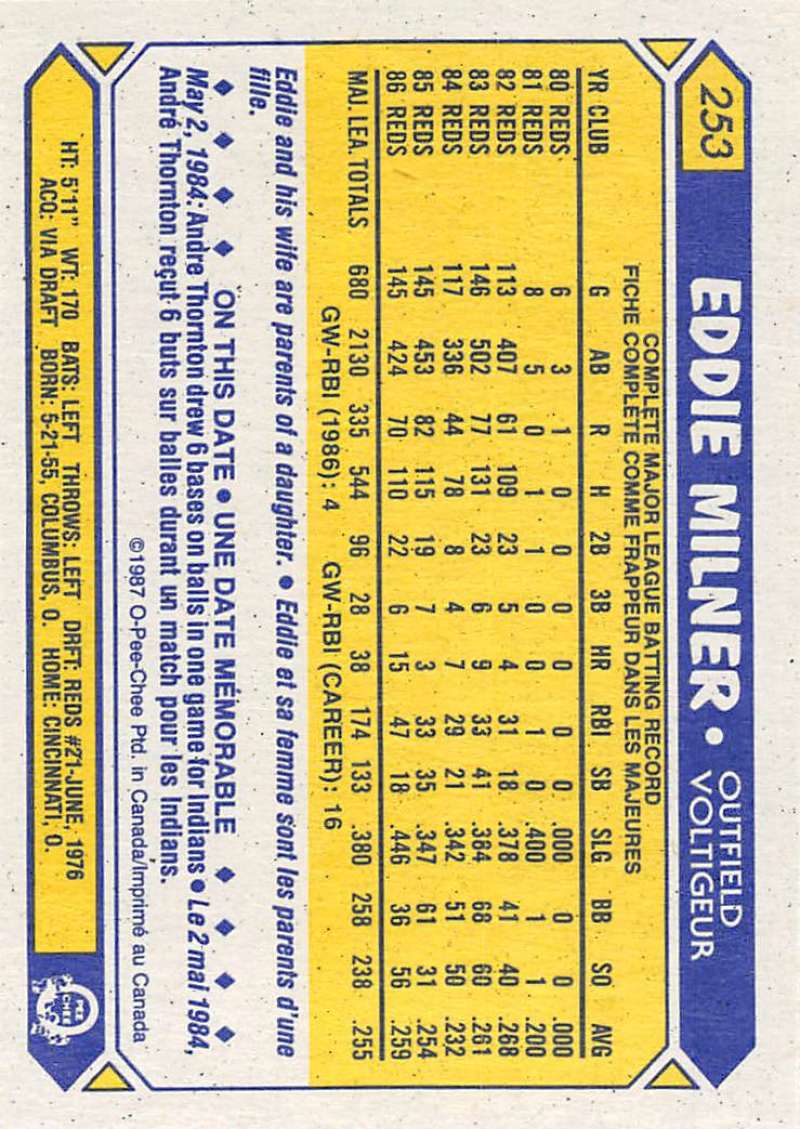 253
EDDIE MILNER • OUTFIELD
VOLTIGEUR
COMPLETE MAJOR LEAGUE BATTING RECORD
FICHE COMPLÈTE COMME FRAPPEUR DANS LES MAJEURES
YR CLUB G AB R H 2B 3B HR RBI SB SLG BB SO AVG
80 REDS 6 3 1 0 0 0 0 0 0 .000 0 0 .000
81 REDS 8 5 0 1 1 0 0 1 0 .400 1 1 .200
82 REDS 113 407 61 109 23 5 4 31 18 .378 41 40 .268
83 REDS 146 502 77 131 23 6 9 33 41 .384 68 60 .261
84 REDS 117 336 44 78 8 4 7 29 21 .342 51 50 .232
85 REDS 145 453 82 115 19 7 3 33 35 .347 61 31 .254
86 REDS 145 424 70 110 22 6 15 47 18 .446 36 56 .259
MAJ. LEA. TOTALS 680 2130 335 544 96 28 38 174 133 .380 258 238 .255
GW-RBI (1986): 4 GW-RBI (CAREER): 16
Eddie and his wife are parents of a daughter. • Eddie et sa femme sont les parents d'une
fille.
ON THIS DATE • UNE DATE MÉMORABLE
May 2, 1984: Andre Thornton drew 6 bases on balls in one game for Indians • Le 2 mai 1984,
André Thornton reçut 6 buts sur balles durant un match pour les Indians.
©1987 O-Pee-Chee Ptd. in Canada/Imprimé au Canada
HT: 5'11" WT: 170 BATS: LEFT THROWS: LEFT DRFT: REDS #21-JUNE, 1976
ACQ: VIA DRAFT BORN: 5-21-55, COLUMBUS, O. HOME: CINCINNATI, O.
O
PEE
CHEE